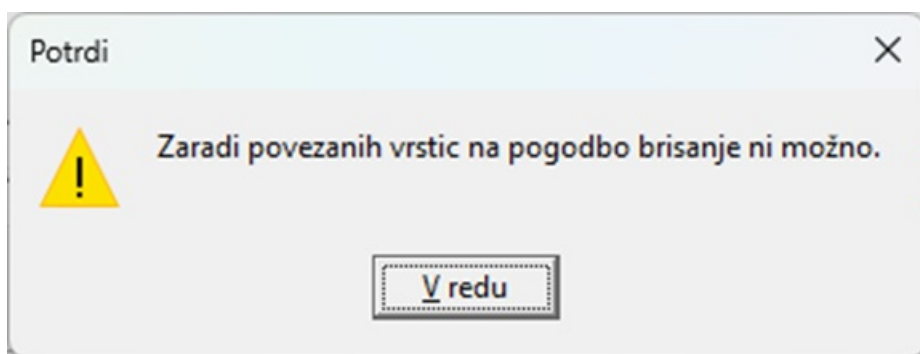 Potrdi
Zaradi povezanih vrstic na pogodbo brisanje ni možno.
V redu